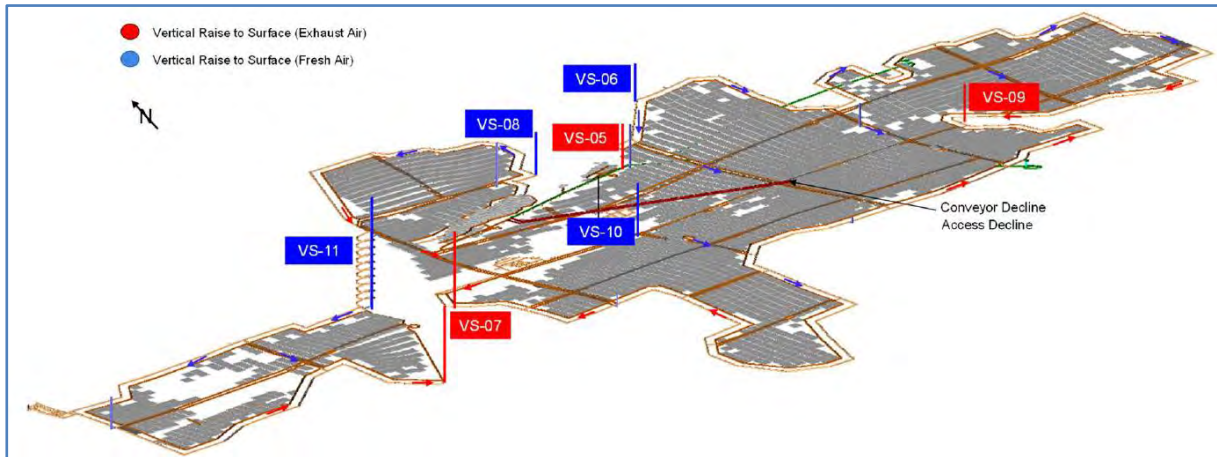 Vertical Raise to Surface (Exhaust Air)
Vertical Raise to Surface (Fresh Air)
N
VS-06
VS-09
VS-08
VS-05
Conveyor Decline
Access Decline
VS-10
VS-11
VS-07